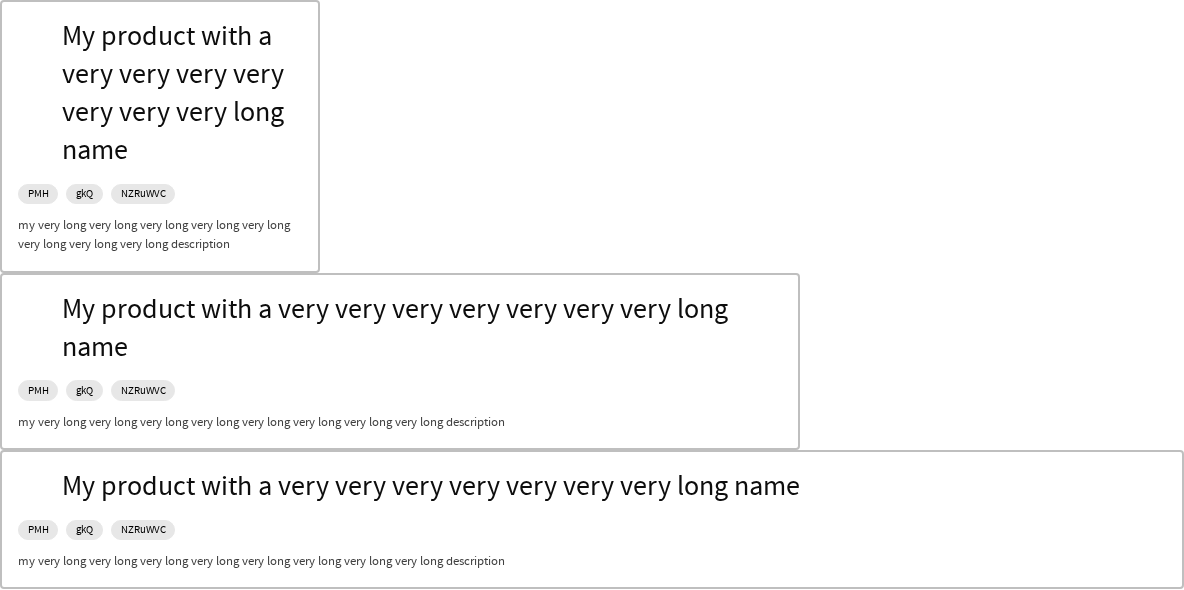 My product with a
very very very very
very very very long
name
PMH gkQ NZRuWVC
my very long very long very long very long very long
very long very long very long description
My product with a very very very very very very very long
name
PMH gkQ NZRuWVC
my very long very long very long very long very long very long very long very long description
My product with a very very very very very very very long name
PMH gkQ NZRuWVC
my very long very long very long very long very long very long very long very long description